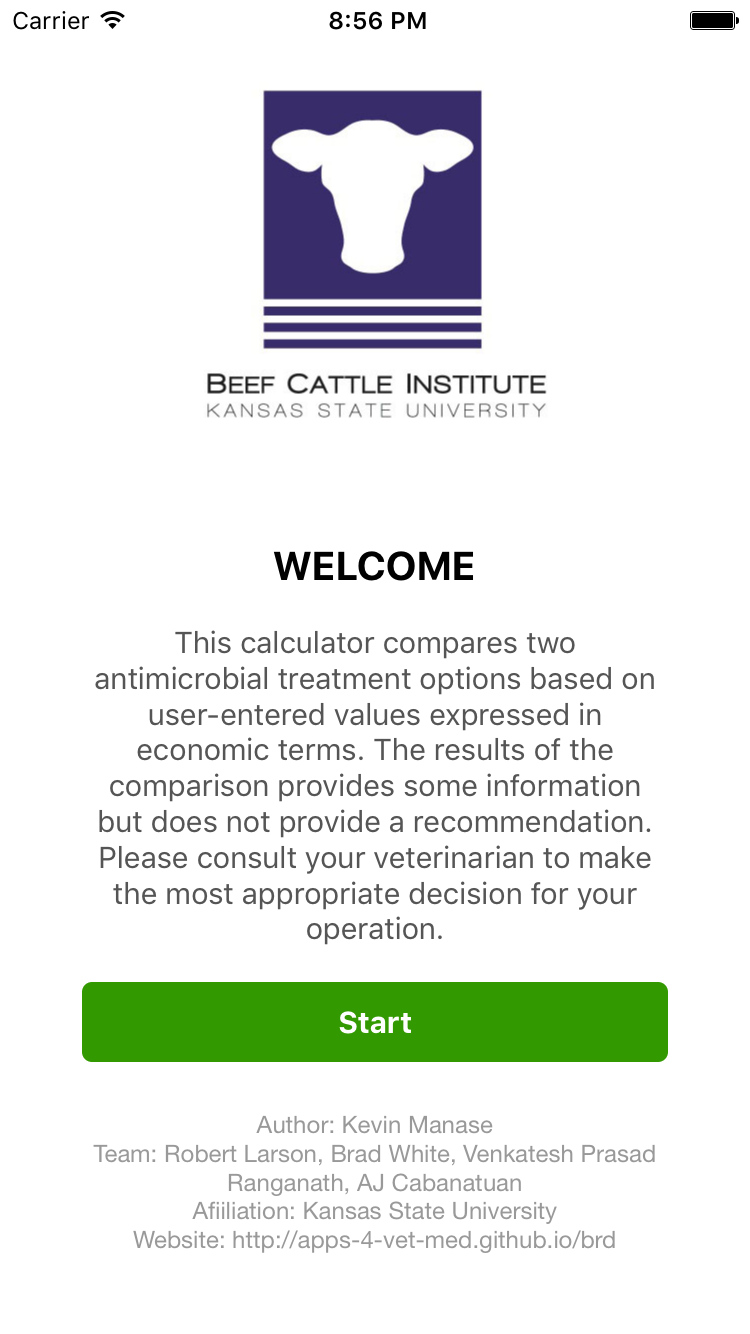 Carrier 8:56 PM
BEEF CATTLE INSTITUTE
KANSAS STATE UNIVERSITY
WELCOME
This calculator compares two
antimicrobial treatment options based on
user-entered values expressed in
economic terms. The results of the
comparison provides some information
but does not provide a recommendation.
Please consult your veterinarian to make
the most appropriate decision for your
operation.
Start
Author: Kevin Manase
Team: Robert Larson, Brad White, Venkatesh Prasad
Ranganath, AJ Cabanatuan
Afiiliation: Kansas State University
Website: http://apps-4-vet-med.github.io/brd